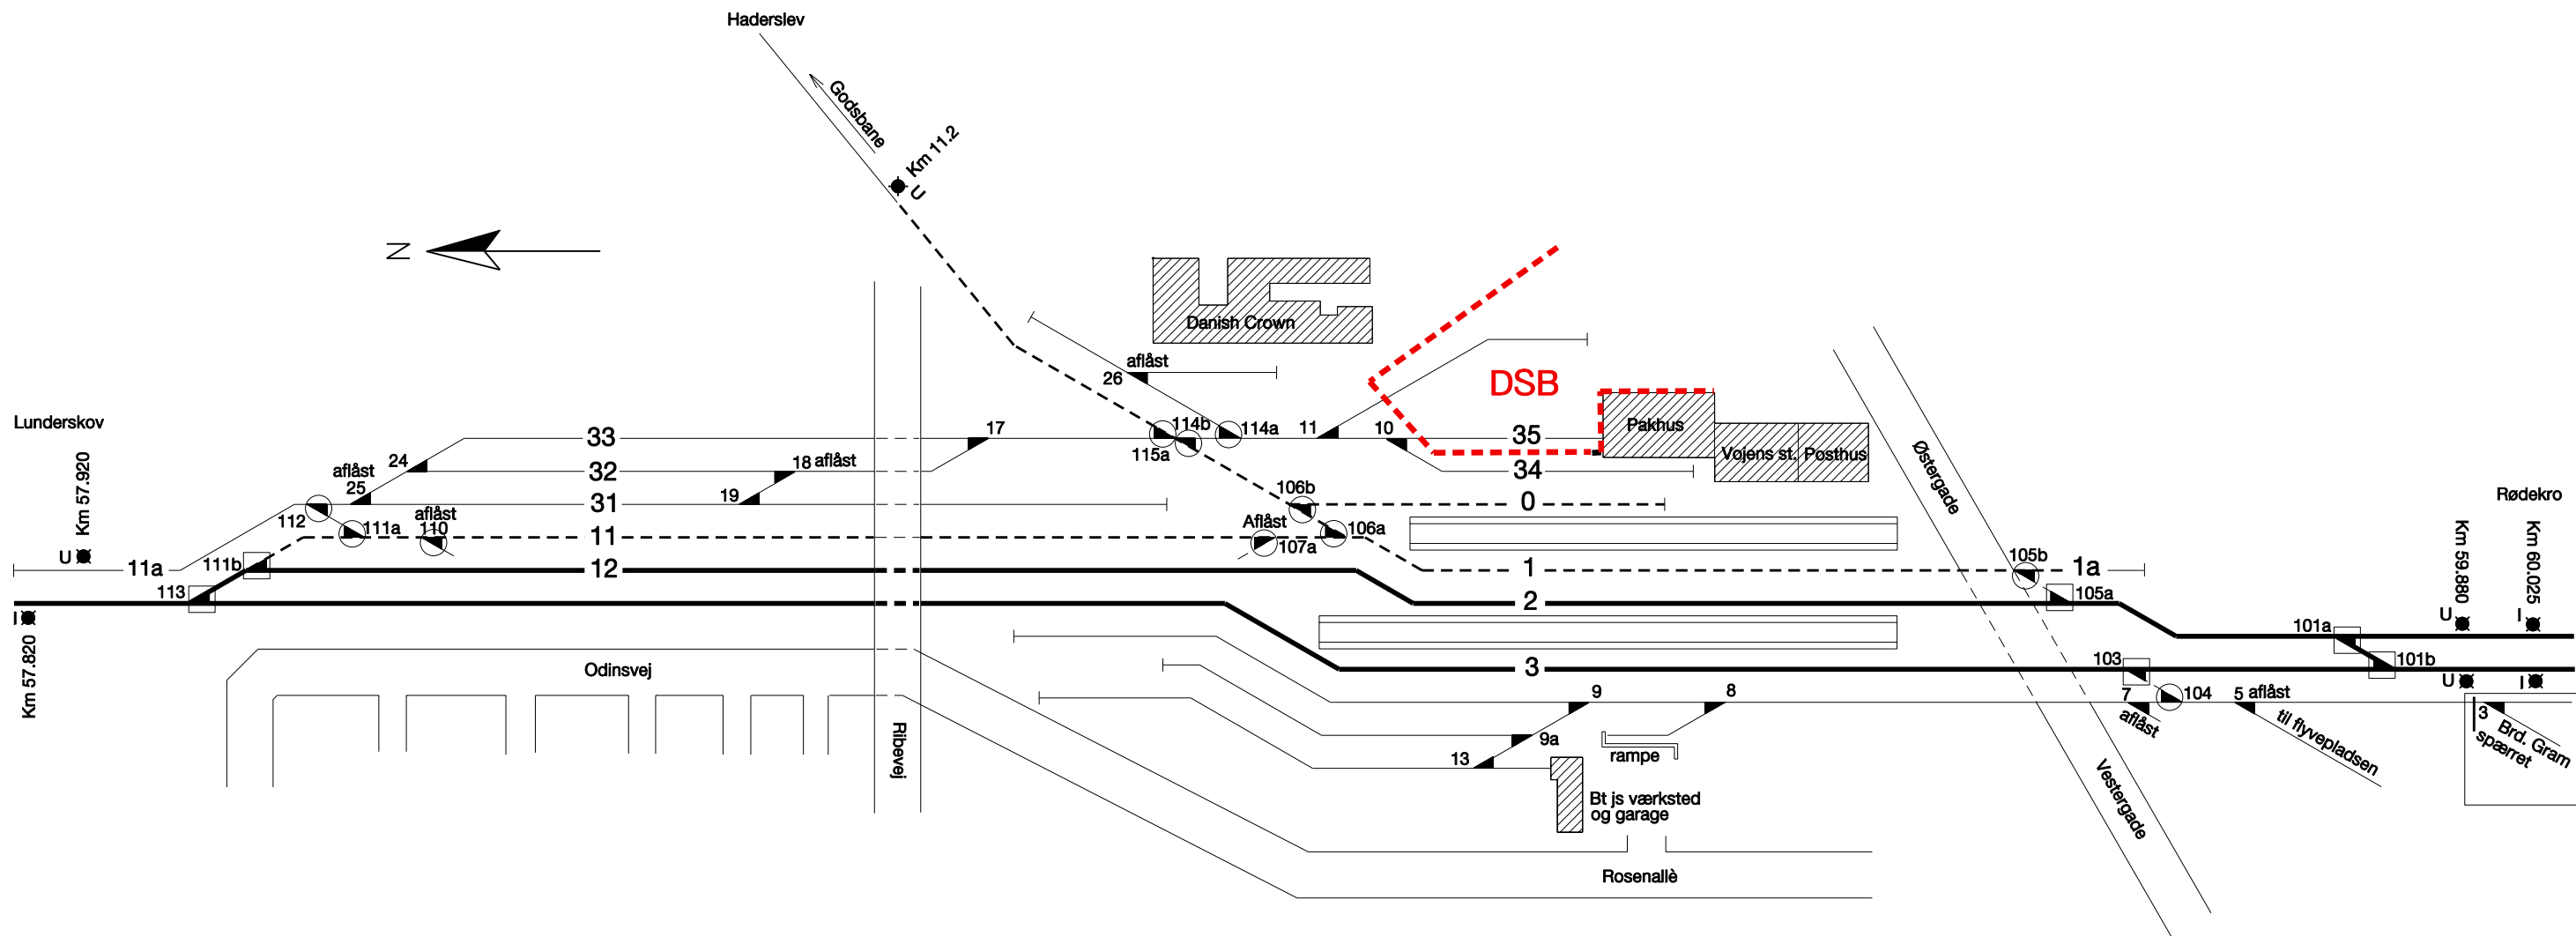 Haderslev
Godsbane
Km 11.2
U
N
Danish Crown
aflåst
26
DSB
Lunderskov
33
17
114b
114a
115a
11
10
35
Pakhus
Vojens st.
Posthus
Østergade
24
aflåst
25
32
18 aflåst
19
34
Km 57.920
U
31
106b
0
Rødekro
112
111a
aflåst
110
11
Aflåst
107a
106a
11a
111b
12
1
105b
1a
Km 59.880
Km 60.025
113
2
105a
U
I
I
Km 57.820
101a
Odinsvej
3
103
101b
U
I
Ribevej
9
8
7
aflåst
104
5 aflåst
til flyvepladsen
3
Brd. Gram
spærret
9a
13
rampe
Vestergade
Bt js værksted
og garage
Rosenallè